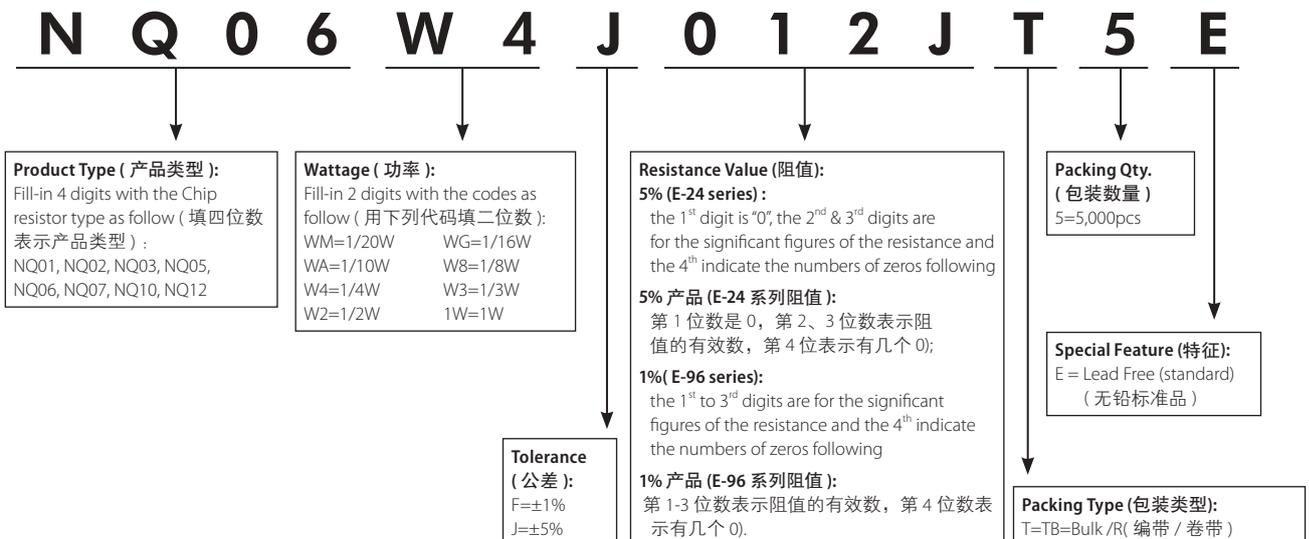 NQ06W4J012JT5E
Product Type ( 产品类型 ):
Fill-in 4 digits with the Chip
resistor type as follow ( 填四位数
表示产品类型 ) :
NQ01, NQ02, NQ03, NQ05,
NQ06, NQ07, NQ10, NQ12
Wattage ( 功率 ):
Fill-in 2 digits with the codes as
follow ( 用下列代码填二位数 ):
WM=1/20W WG=1/16W
WA=1/10W W8=1/8W
W4=1/4W W3=1/3W
W2=1/2W 1W=1W
Tolerance
( 公差 ):
F=±1%
J=±5%
Resistance Value (阻值):
5% (E-24 series) :
the 1st digit is “0”, the 2nd & 3rd digits are
for the significant figures of the resistance and
the 4th indicate the numbers of zeros following
5% 产品 (E-24 系列阻值 ):
第 1 位数是 0，第 2、3 位数表示阻
值的有效数，第 4 位表示有几个 0);
1%( E-96 series):
the 1st to 3rd digits are for the significant
figures of the resistance and the 4th indicate
the numbers of zeros following
1% 产品 (E-96 系列阻值 ):
第 1-3 位数表示阻值的有效数，第 4 位数表
示有几个 0).
Packing Qty.
( 包装数量 )
5=5,000pcs
Special Feature (特征):
E = Lead Free (standard)
( 无铅标准品 )
Packing Type (包装类型):
T=TB=Bulk /R( 编带 / 卷带 )